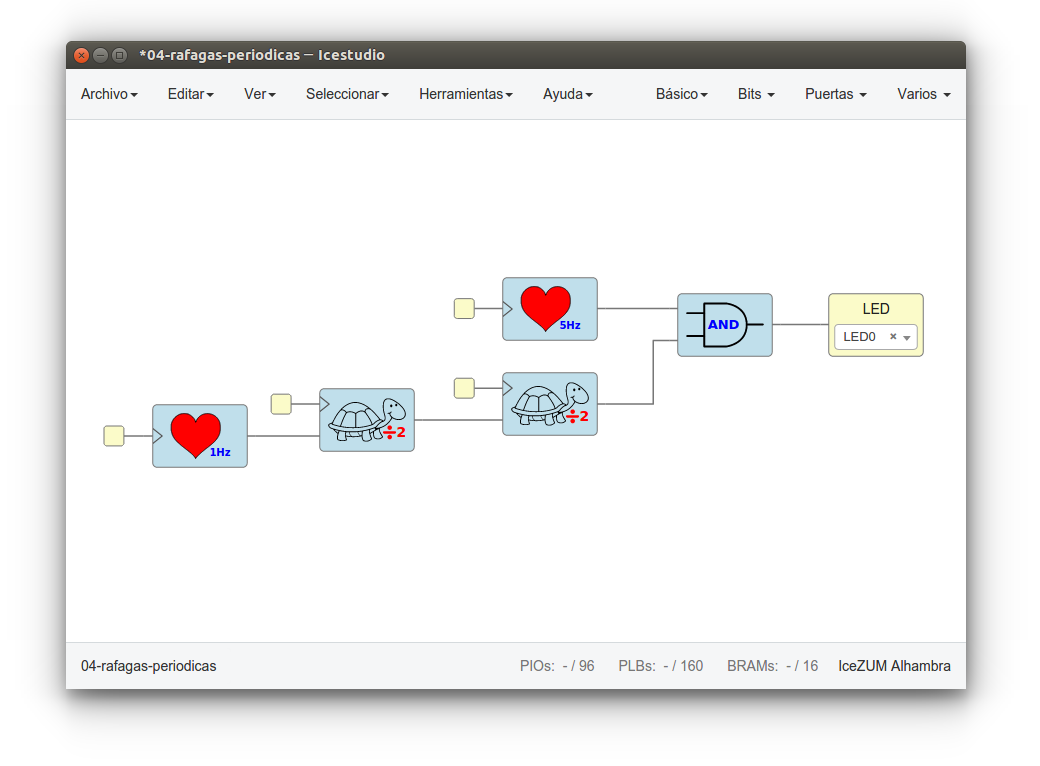 *04-rafagas-periodicas – Icestudio
Archivo Editar Ver Seleccionar Herramientas Ayuda Básico Bits Puertas Varios
5Hz
AND
LED
LED0 ×
÷2
÷2
1Hz
04-rafagas-periodicas PIOs: - / 96 PLBs: - / 160 BRAMs: - / 16 IceZUM Alhambra